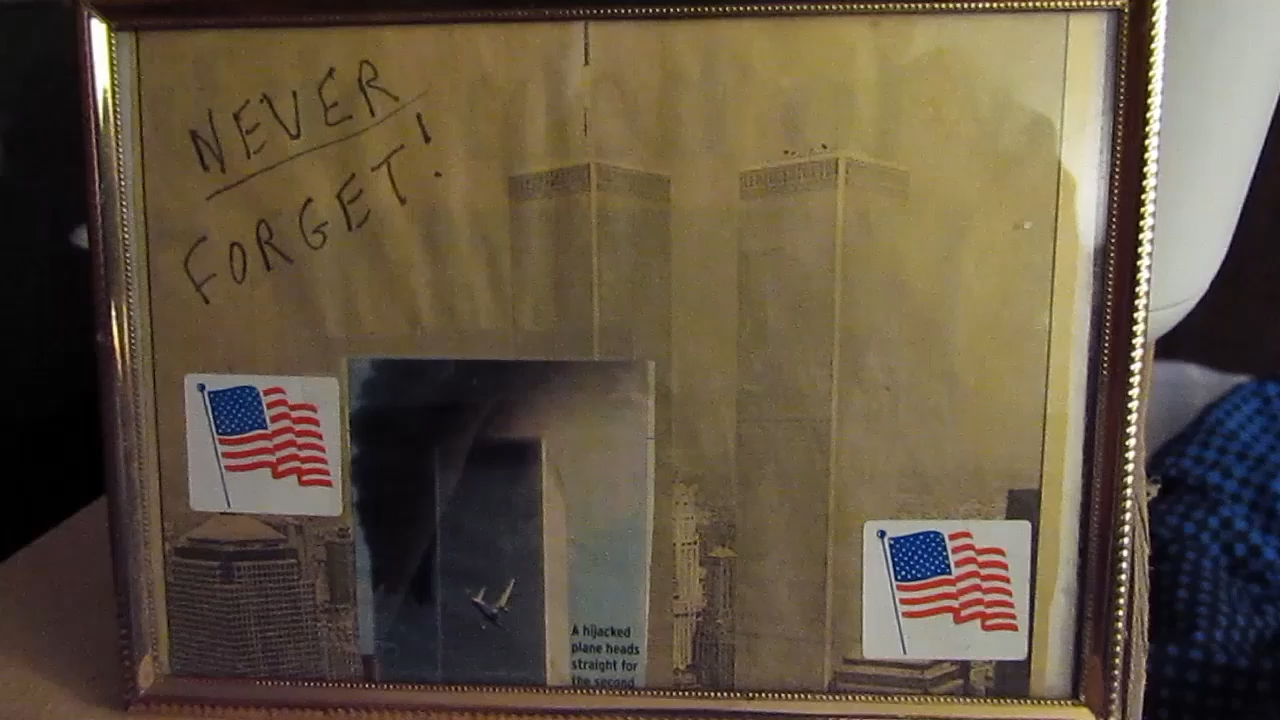 NEVER
FORGET!
A hijacked
plane heads
straight for
the second